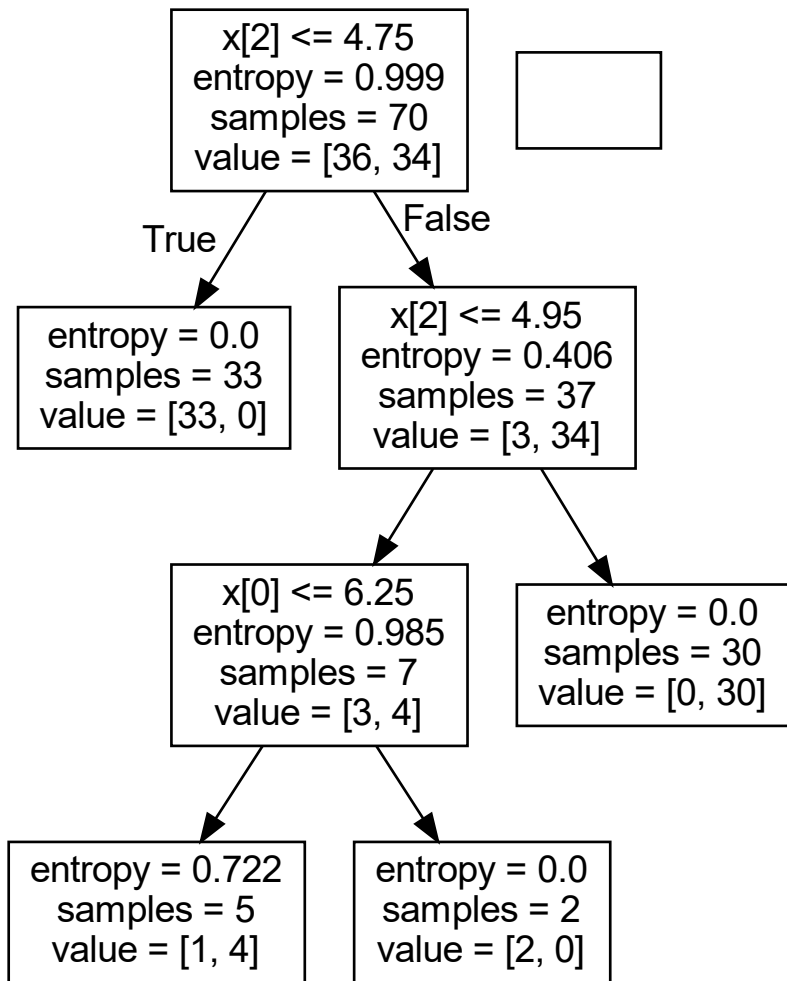 x[2] <= 4.75
entropy = 0.999
samples = 70
value = [36, 34]
True
False
entropy = 0.0
samples = 33
value = [33, 0]
x[2] <= 4.95
entropy = 0.406
samples = 37
value = [3, 34]
x[0] <= 6.25
entropy = 0.985
samples = 7
value = [3, 4]
entropy = 0.0
samples = 30
value = [0, 30]
entropy = 0.722
samples = 5
value = [1, 4]
entropy = 0.0
samples = 2
value = [2, 0]